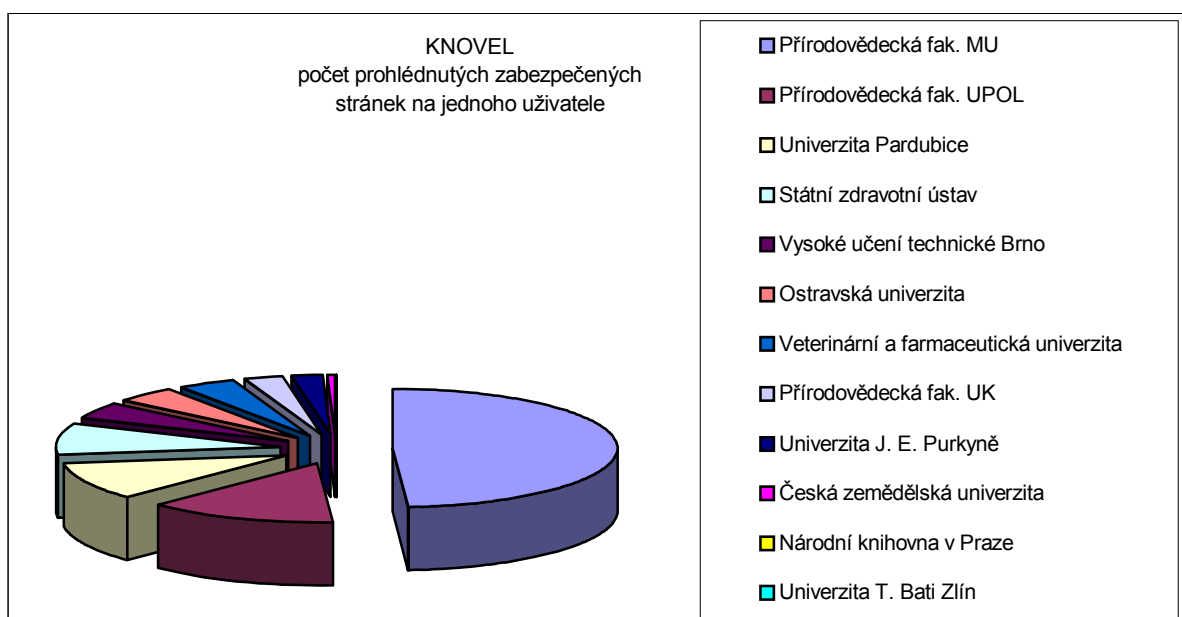 KNOVEL
počet prohlédnutých zabezpečených
stránek na jednoho uživatele
Přírodovědecká fak. MU
Přírodovědecká fak. UPOL
Univerzita Pardubice
Státní zdravotní ústav
Vysoké učení technické Brno
Ostravská univerzita
Veterinární a farmaceutická univerzita
Přírodovědecká fak. UK
Univerzita J. E. Purkyně
Česká zemědělská univerzita
Národní knihovna v Praze
Univerzita T. Bati Zlín